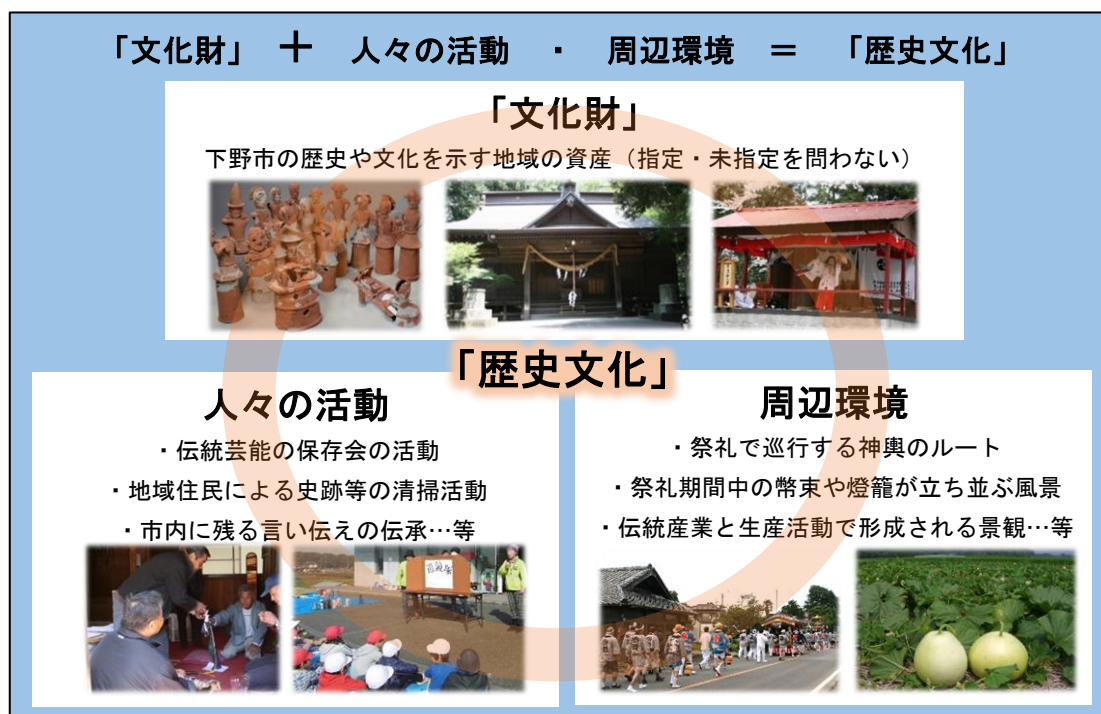 「文化財」 ＋ 人々の活動 ・ 周辺環境 ＝ 「歴史文化」
「文化財」
下野市の歴史や文化を示す地域の資産（指定・未指定を問わない）
「歴史文化」
人々の活動
・伝統芸能の保存会の活動
・地域住民による史跡等の清掃活動
・市内に残る言い伝えの伝承…等
周辺環境
・祭礼で巡行する神輿のルート
・祭礼期間中の幣束や燈籠が立ち並ぶ風景
・伝統産業と生産活動で形成される景観…等